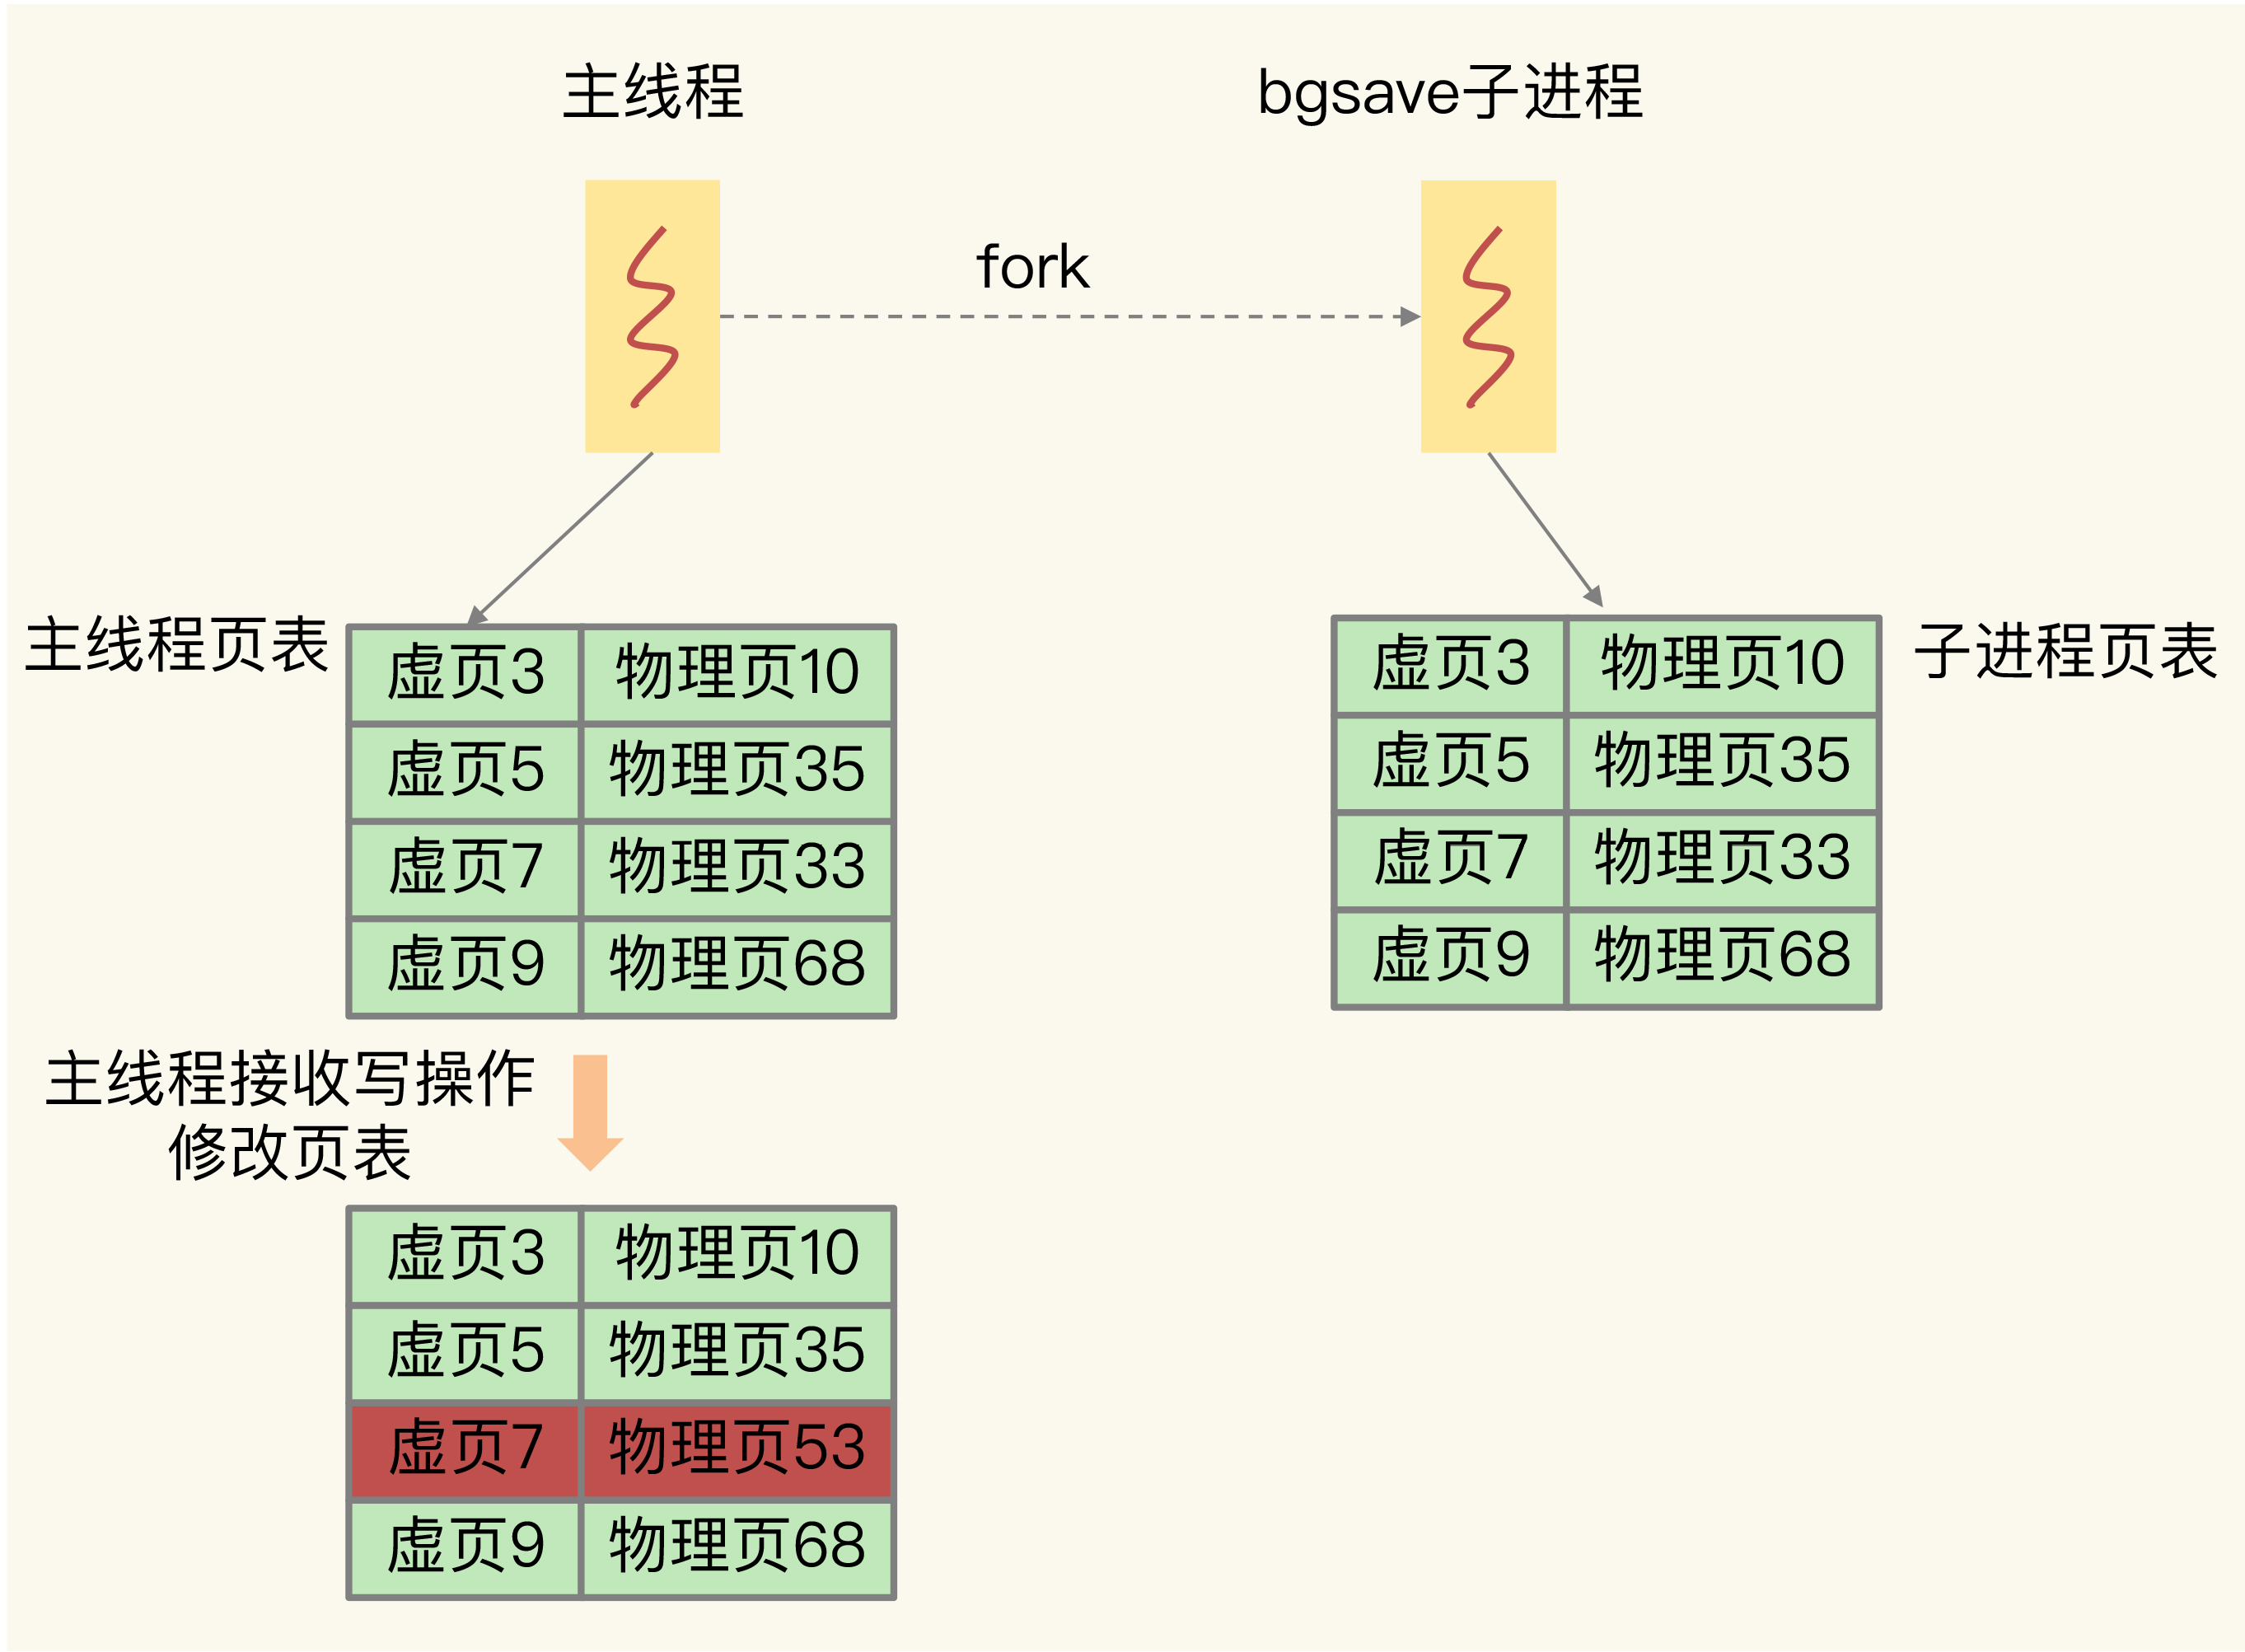 主线程
bgsave子进程
fork
主线程页表
虚页3 物理页10
虚页5 物理页35
虚页7 物理页33
虚页9 物理页68
子进程页表
虚页3 物理页10
虚页5 物理页35
虚页7 物理页33
虚页9 物理页68
主线程接收写操作
修改页表
虚页3 物理页10
虚页5 物理页35
虚页7 物理页53
虚页9 物理页68